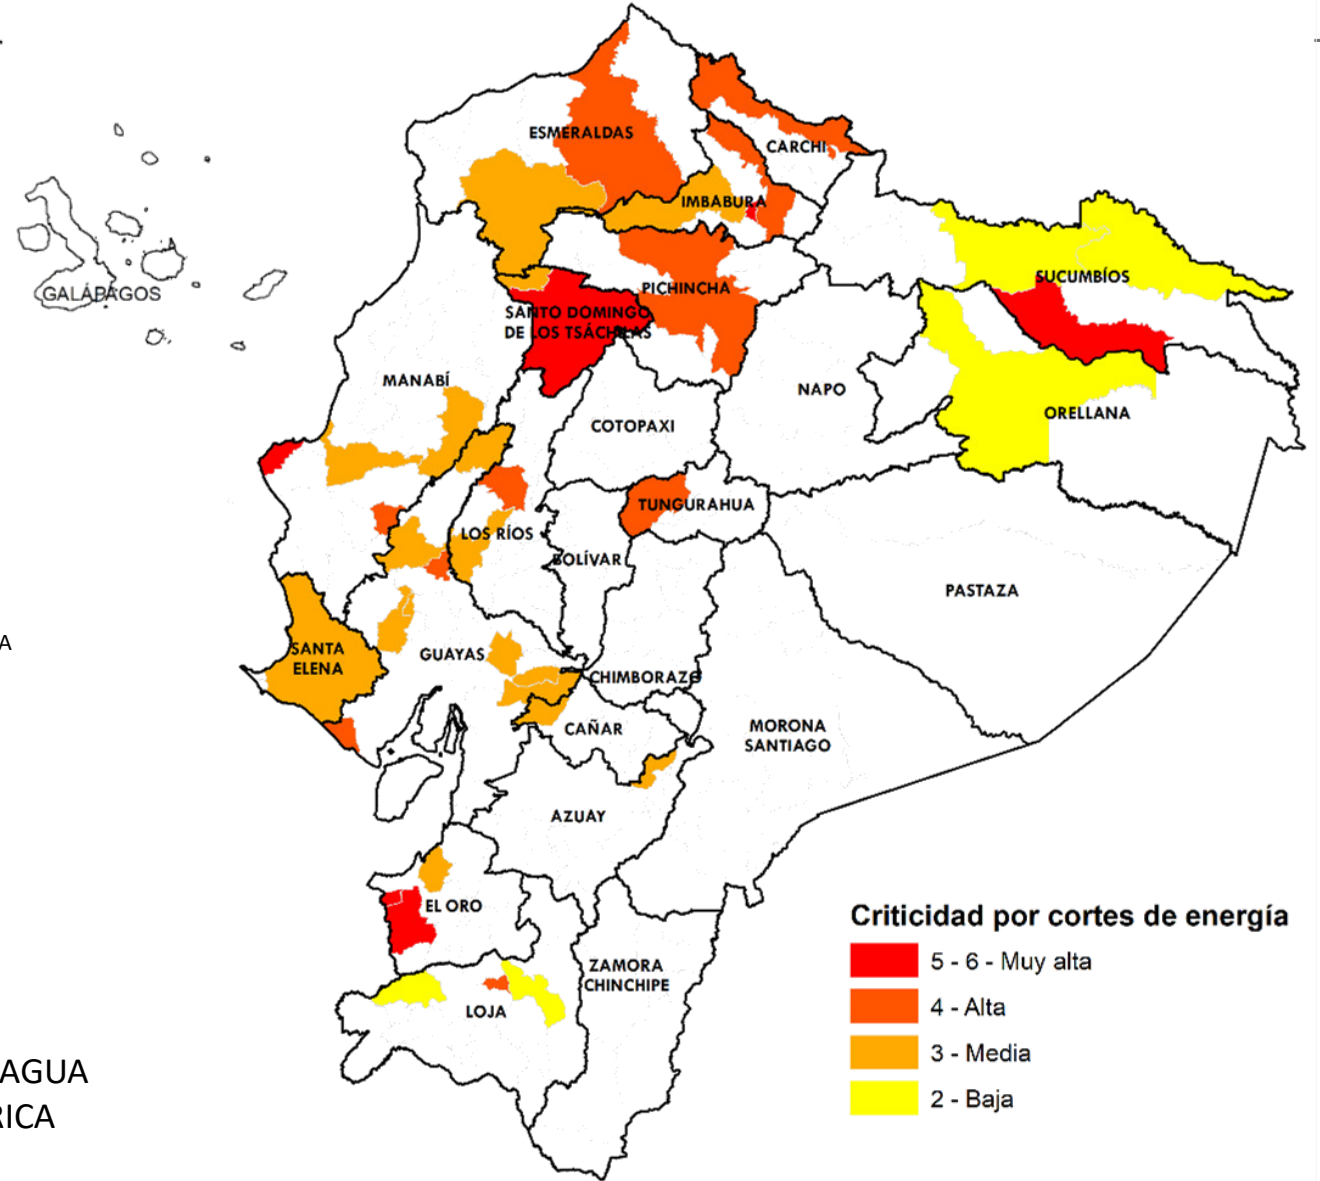 ESMERALDAS
CARCHI
IMBABURA
SUCUMBÍOS
PICHINCHA
GALÁPAGOS
SANTO DOMINGO
DE LOS TSÁCHILAS
MANABÍ
NAPO
ORELLANA
COTOPAXI
TUNGURAHUA
LOS RÍOS
BOLÍVAR
PASTAZA
A
SANTA
ELENA
GUAYAS
CHIMBORAZO
CAÑAR
MORONA
SANTIAGO
AZUAY
EL ORO
ZAMORA
CHINCHIPE
LOJA
Criticidad por cortes de energía
5 - 6 - Muy alta
4 - Alta
3 - Media
2 - Baja
AGUA
RICA